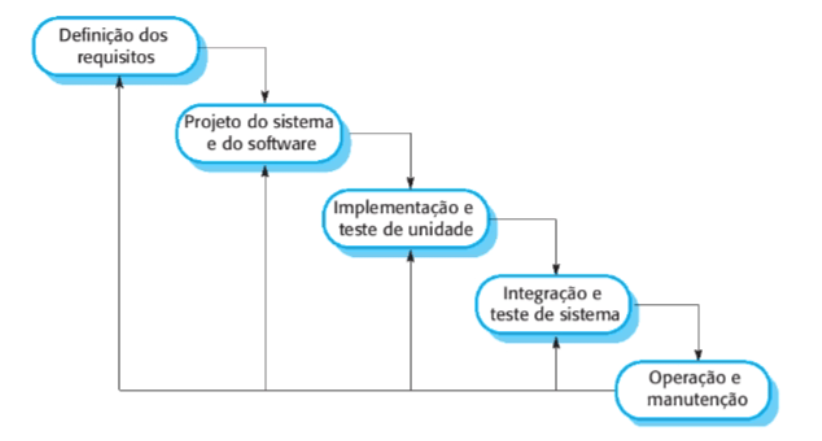 Definição dos
requisitos
Projeto do sistema
e do software
Implementação e
teste de unidade
Integração e
teste de sistema
Operação e
manutenção